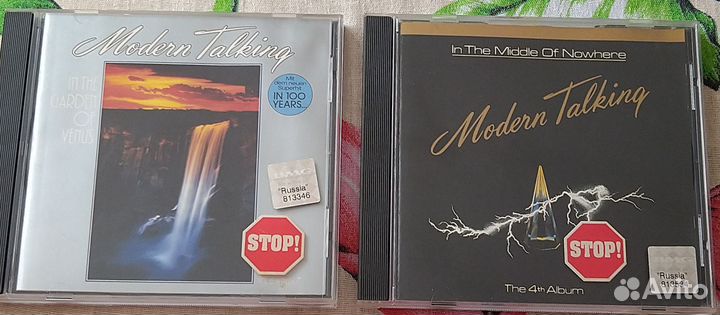 Modern Talking
IN THE
GARDEN
OF
VENUS
Mit
dem neuen
Superhit
IN 100
YEARS...
BMG
"Russia"
813346
STOP!
In The Middle Of Nowhere
Modern Talking
STOP!
BMG
"Russia"
The 4th Album
Avito